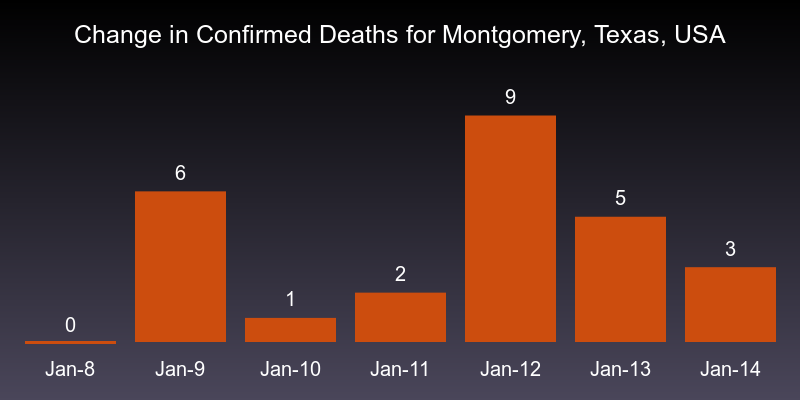 Change in Confirmed Deaths for Montgomery, Texas, USA
0 6 1 2 9 5 3
Jan-8 Jan-9 Jan-10 Jan-11 Jan-12 Jan-13 Jan-14